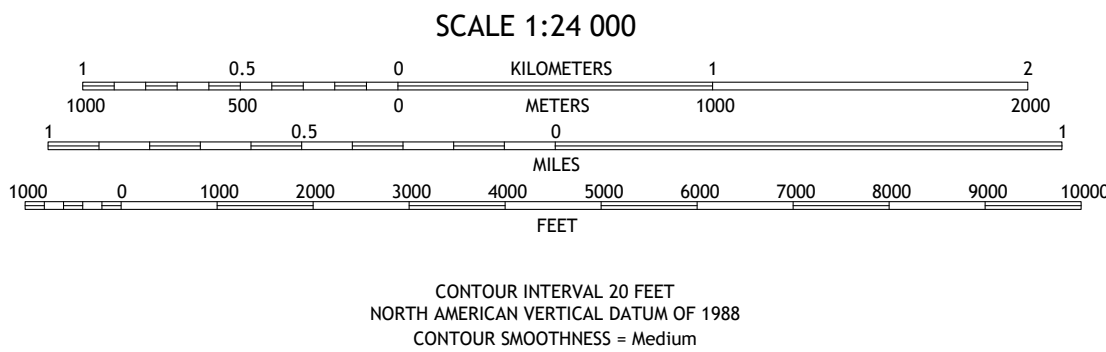 SCALE 1:24 000
1 0.5 0 KILOMETERS 1 2
1000 500 0 METERS 1000 2000
1 0.5 0 1
MILES
1000 0 1000 2000 3000 4000 5000 6000 7000 8000 9000 10000
FEET
CONTOUR INTERVAL 20 FEET
NORTH AMERICAN VERTICAL DATUM OF 1988
CONTOUR SMOOTHNESS = Medium